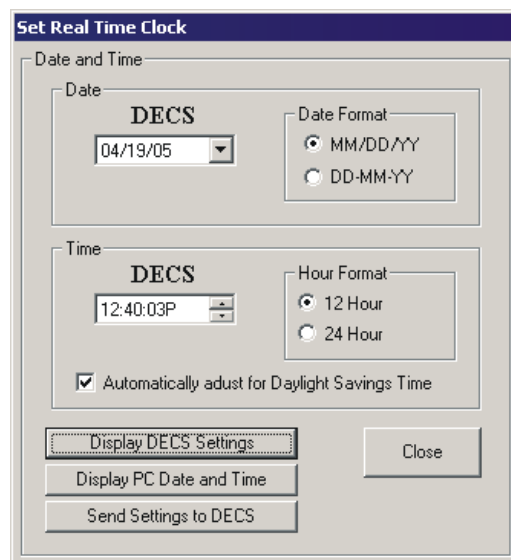 Set Real Time Clock
Date and Time
Date
DECS
04/19/05
Date Format
MM/DD/YY
DD-MM-YY
Time
DECS
12:40:03P
Hour Format
12 Hour
24 Hour
Automatically adust for Daylight Savings Time
Display DECS Settings
Close
Display PC Date and Time
Send Settings to DECS